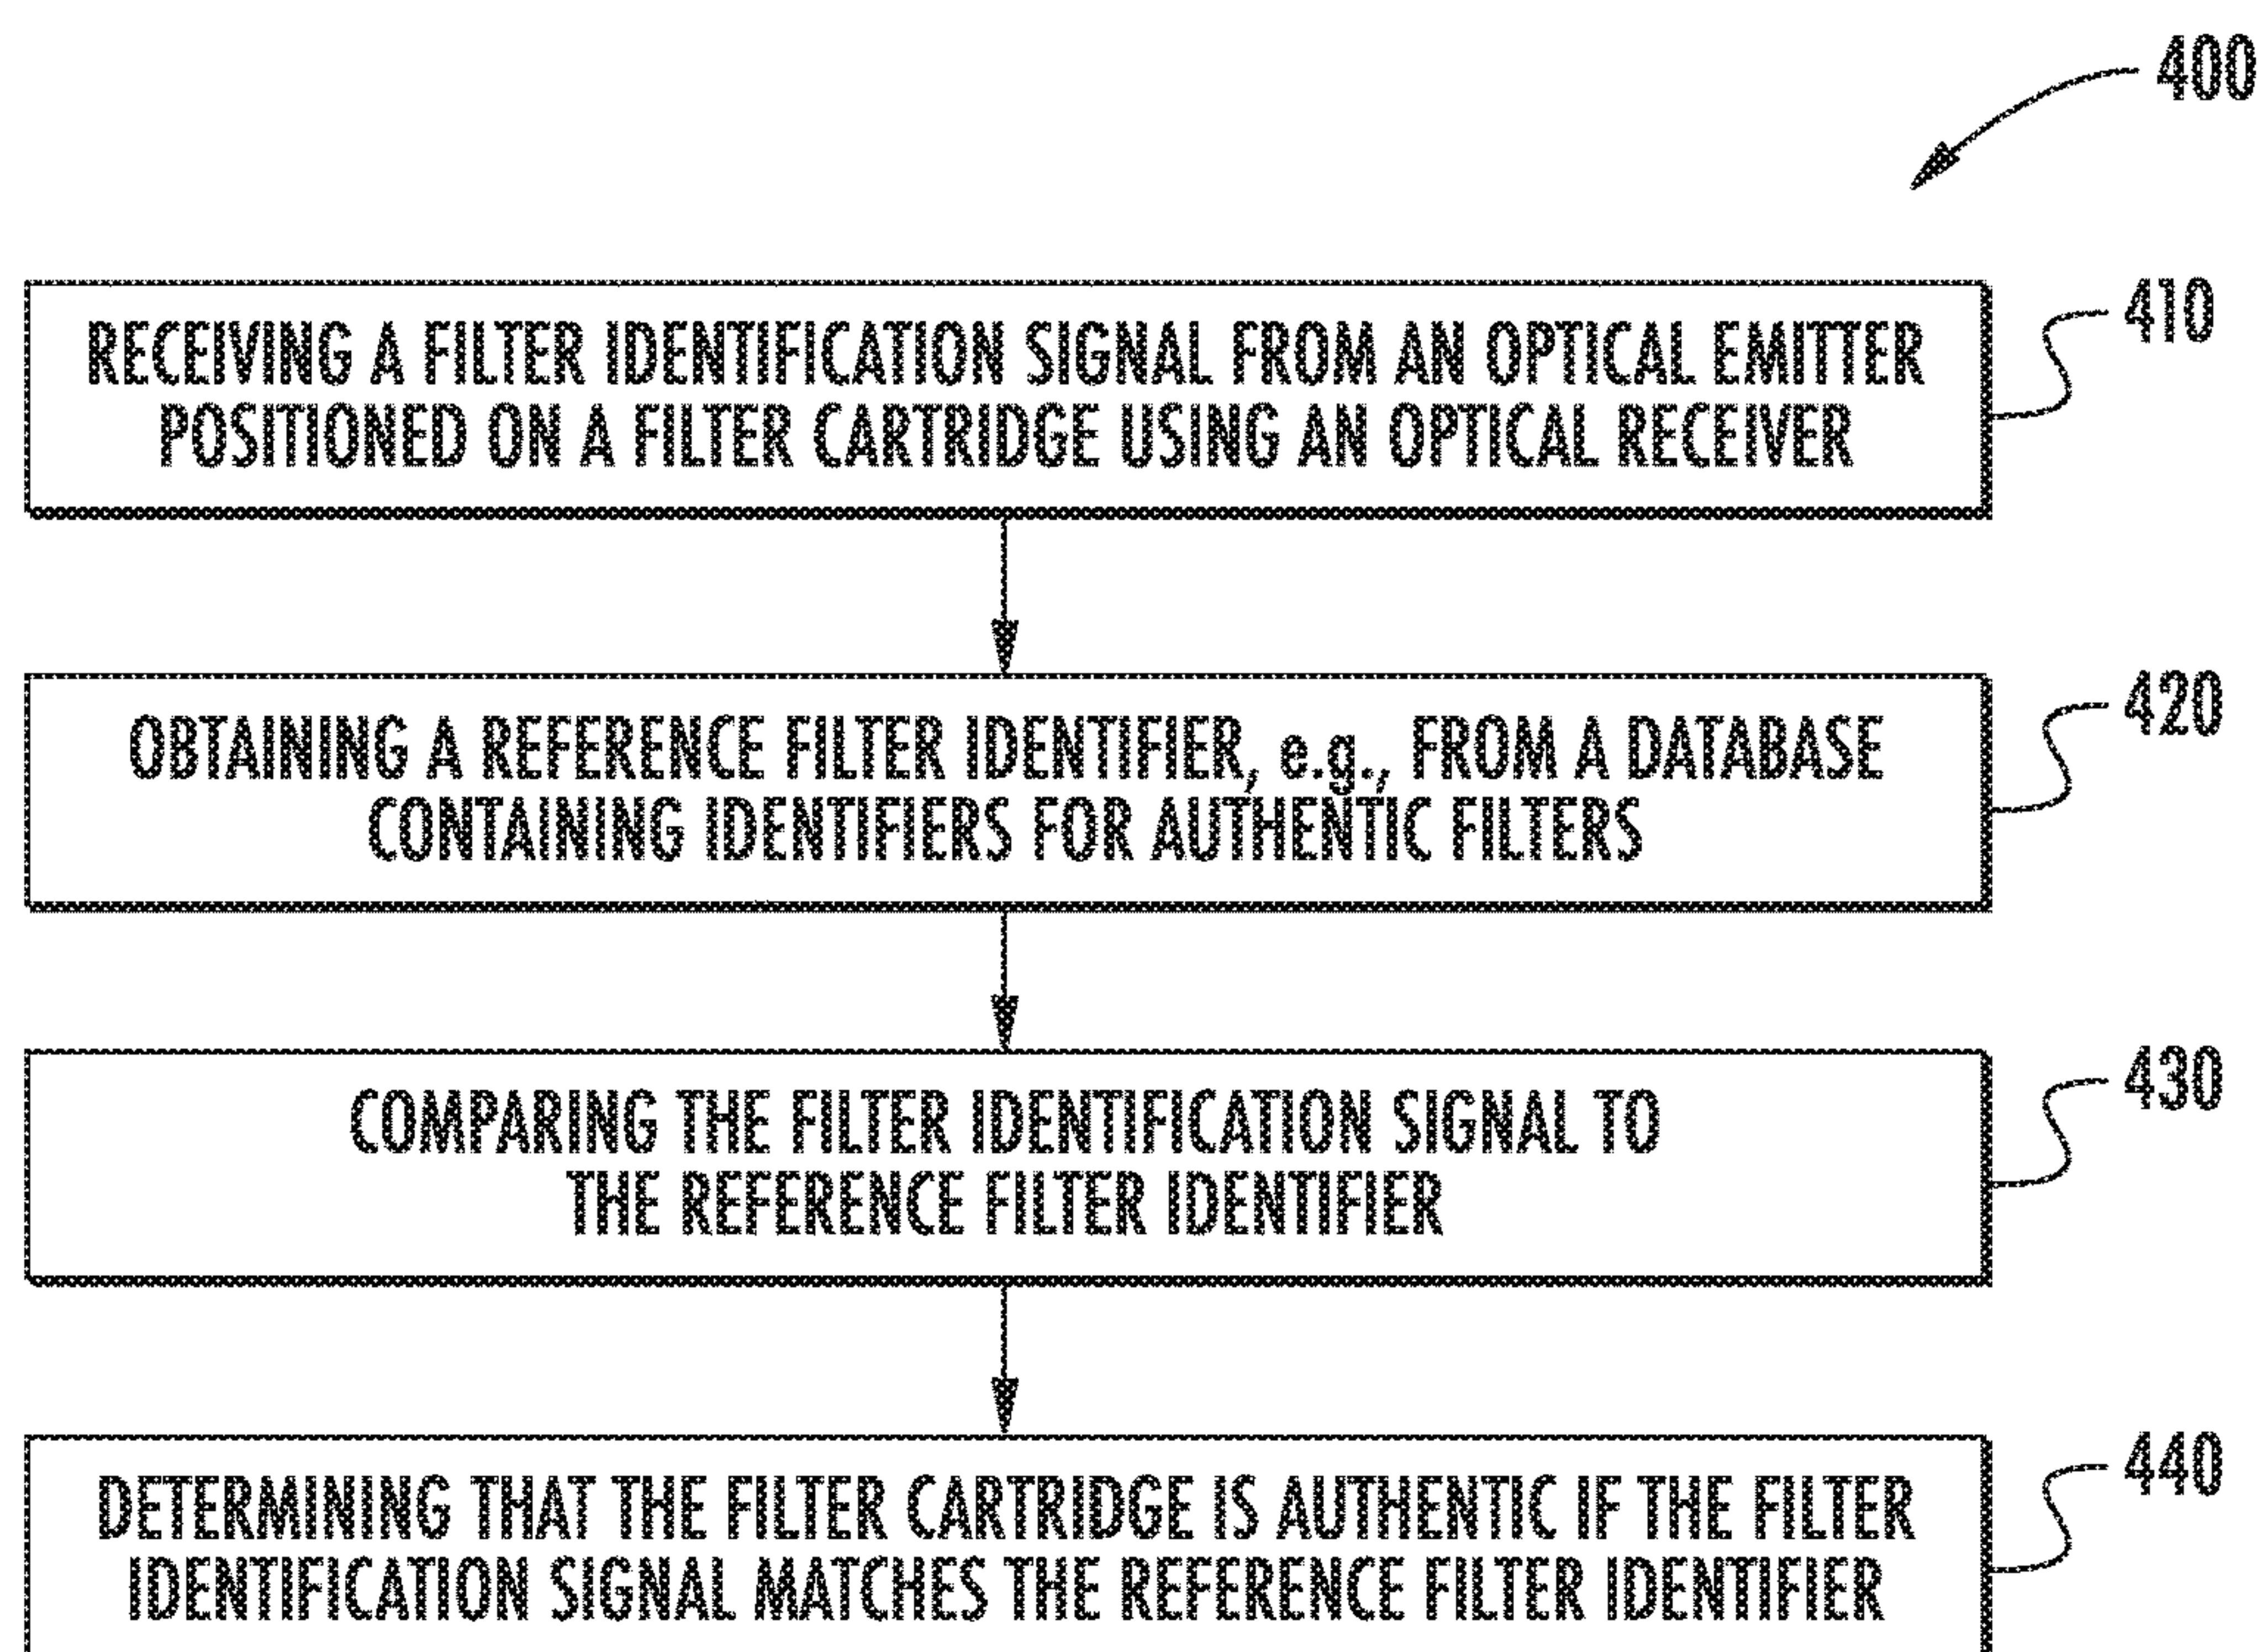 400
RECEIVING A FILTER IDENTIFICATION SIGNAL FROM AN OPTICAL EMITTER
POSITIONED ON A FILTER CARTRIDGE USING AN OPTICAL RECEIVER
410
OBTAINING A REFERENCE FILTER IDENTIFIER, e.g., FROM A DATABASE
CONTAINING IDENTIFIERS FOR AUTHENTIC FILTERS
420
COMPARING THE FILTER IDENTIFICATION SIGNAL TO
THE REFERENCE FILTER IDENTIFIER
430
DETERMINING THAT THE FILTER CARTRIDGE IS AUTHENTIC IF THE FILTER
IDENTIFICATION SIGNAL MATCHES THE REFERENCE FILTER IDENTIFIER
440